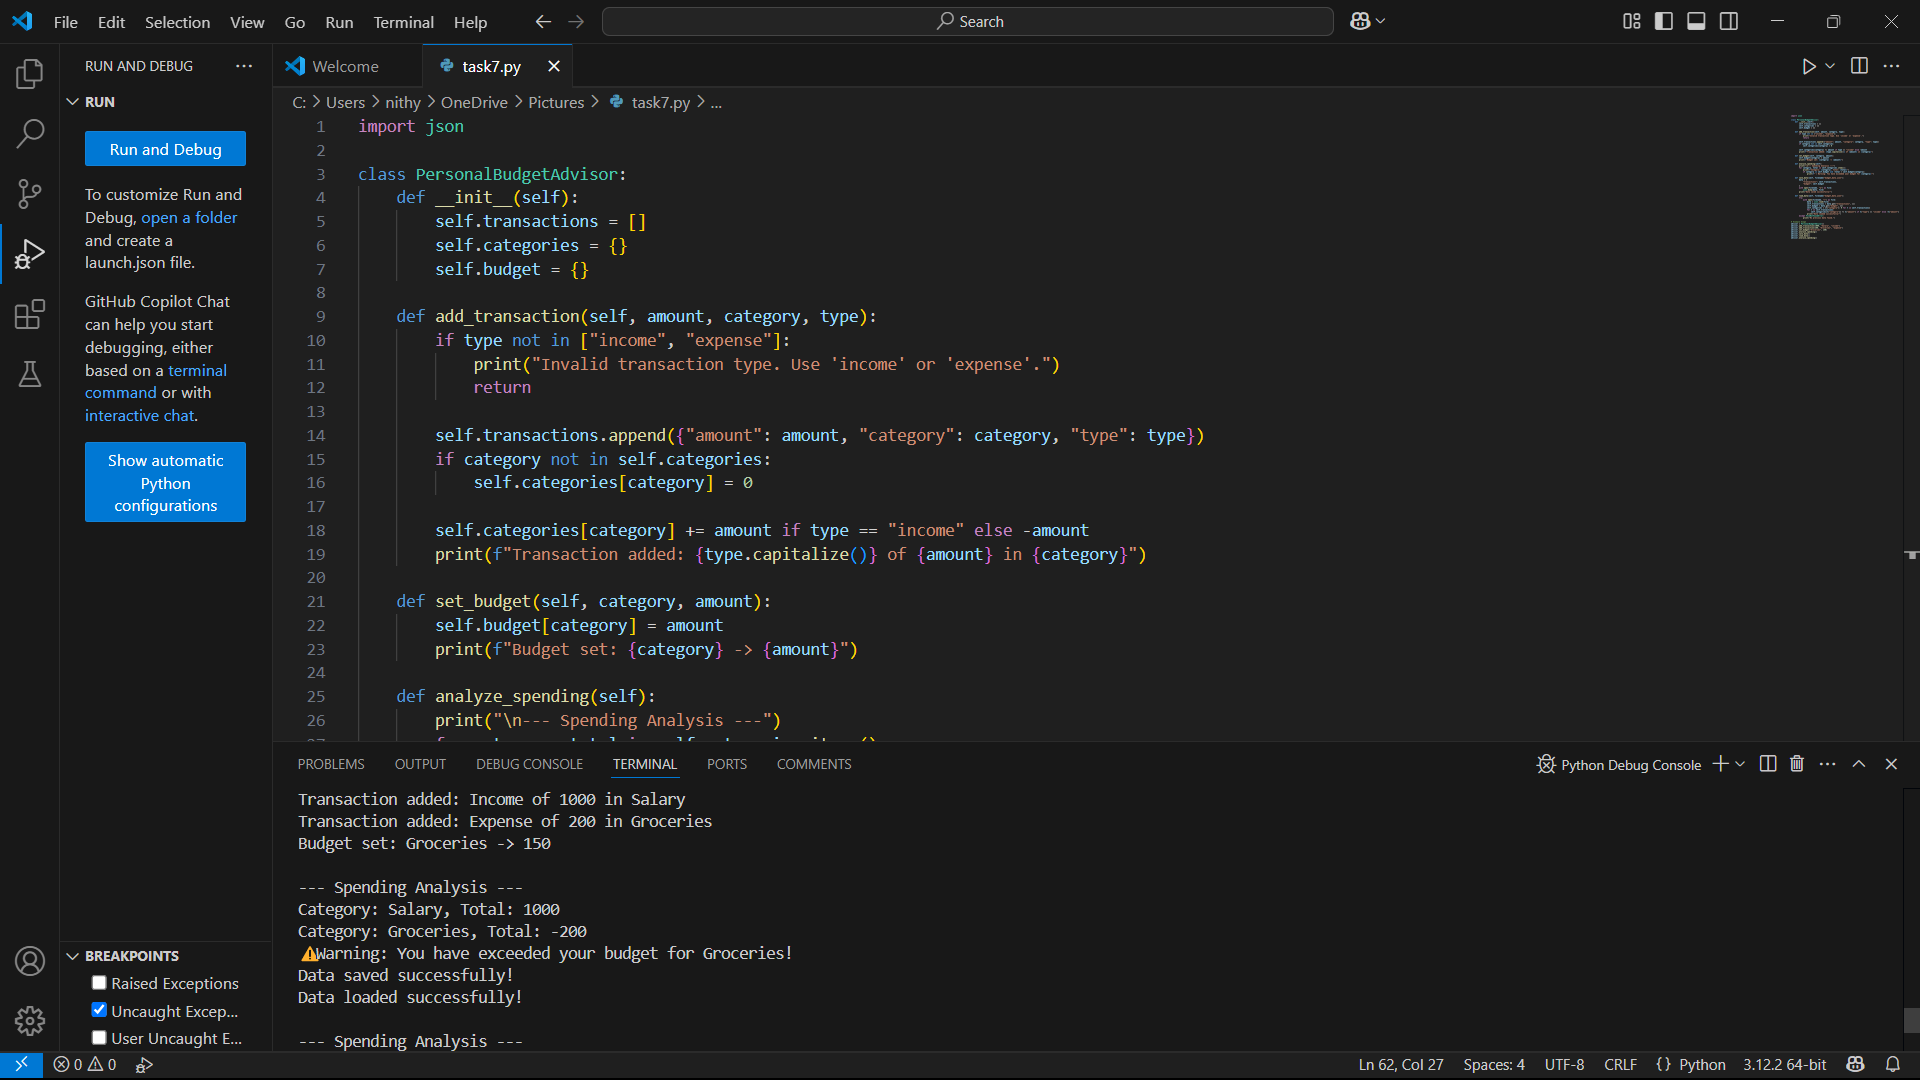 File Edit Selection View Go Run Terminal Help
Search
RUN AND DEBUG
RUN
Run and Debug
To customize Run and
Debug, open a folder
and create a
launch.json file.
GitHub Copilot Chat
can help you start
debugging, either
based on a terminal
command or with
interactive chat.
Show automatic
Python
configurations
BREAKPOINTS
Raised Exceptions
Uncaught Excep...
User Uncaught E...
Welcome
task7.py
C: > Users > nithy > OneDrive > Pictures > task7.py > ...
1 import json
2
3 class PersonalBudgetAdvisor:
4 def __init__(self):
5 self.transactions = []
6 self.categories = {}
7 self.budget = {}
8
9 def add_transaction(self, amount, category, type):
10 if type not in ["income", "expense"]:
11 print("Invalid transaction type. Use 'income' or 'expense'.")
12 return
13
14 self.transactions.append({"amount": amount, "category": category, "type": type})
15 if category not in self.categories:
16 self.categories[category] = 0
17
18 self.categories[category] += amount if type == "income" else -amount
19 print(f"Transaction added: {type.capitalize()} of {amount} in {category}")
20
21 def set_budget(self, category, amount):
22 self.budget[category] = amount
23 print(f"Budget set: {category} -> {amount}")
24
25 def analyze_spending(self):
26 print("\n--- Spending Analysis ---")
PROBLEMS OUTPUT DEBUG CONSOLE TERMINAL PORTS COMMENTS
Python Debug Console
Transaction added: Income of 1000 in Salary
Transaction added: Expense of 200 in Groceries
Budget set: Groceries -> 150
--- Spending Analysis ---
Category: Salary, Total: 1000
Category: Groceries, Total: -200
⚠Warning: You have exceeded your budget for Groceries!
Data saved successfully!
Data loaded successfully!
--- Spending Analysis ---
0 0
Ln 62, Col 27 Spaces: 4 UTF-8 CRLF {} Python 3.12.2 64-bit